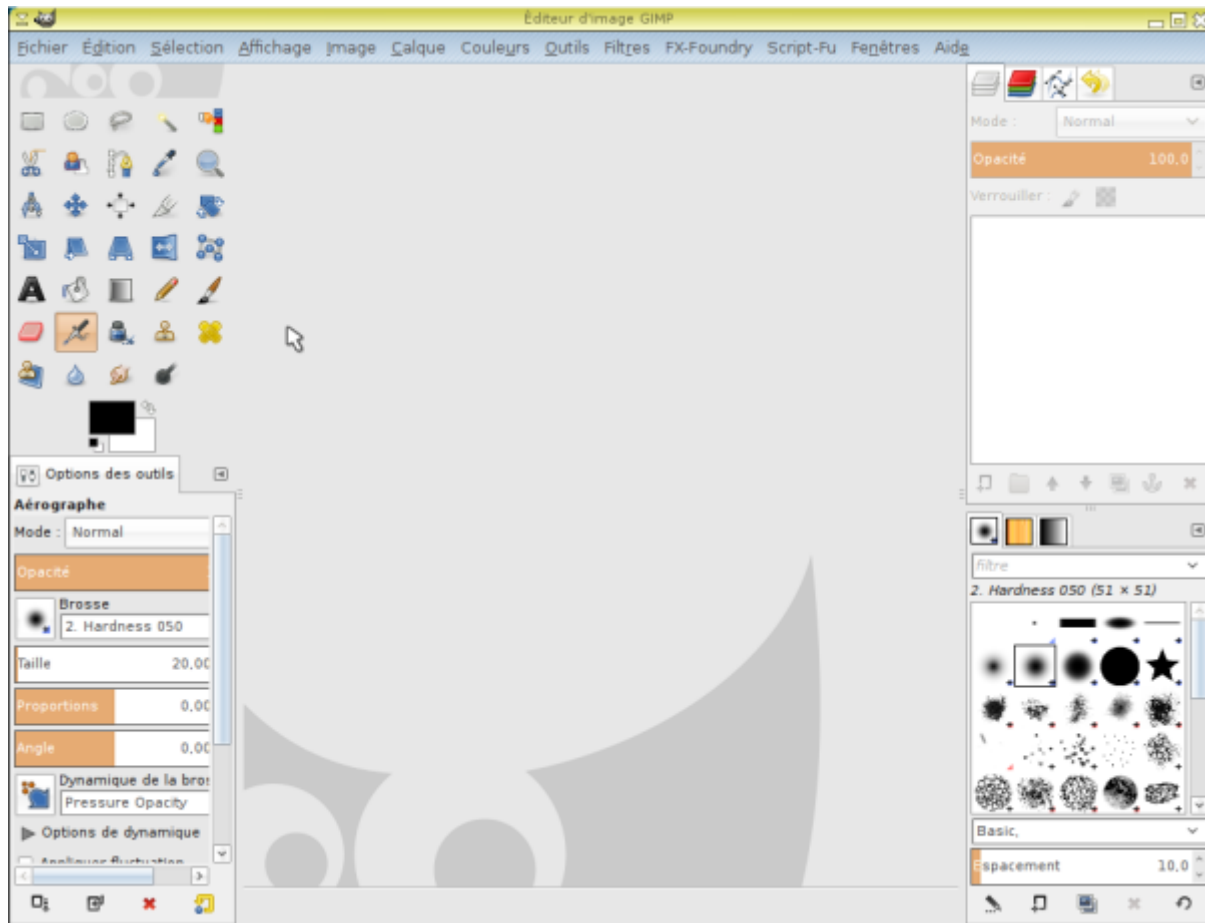 Éditeur d'image GIMP
Fichier Édition Sélection Affichage Image Calque Couleurs Outils Filtres FX-Foundry Script-Fu Fenêtres Aide
Mode : Normal
Opacité 100,0
Verrouiller :
Options des outils
Aérographe
Mode : Normal
Opacité
Brosse
2. Hardness 050
Taille 20,00
Proportions 0,00
Angle 0,00
Dynamique de la bros
Pressure Opacity
Options de dynamique
Appliquer fluctuation
filtre
2. Hardness 050 (51 × 51)
Basic,
Espacement 10,0